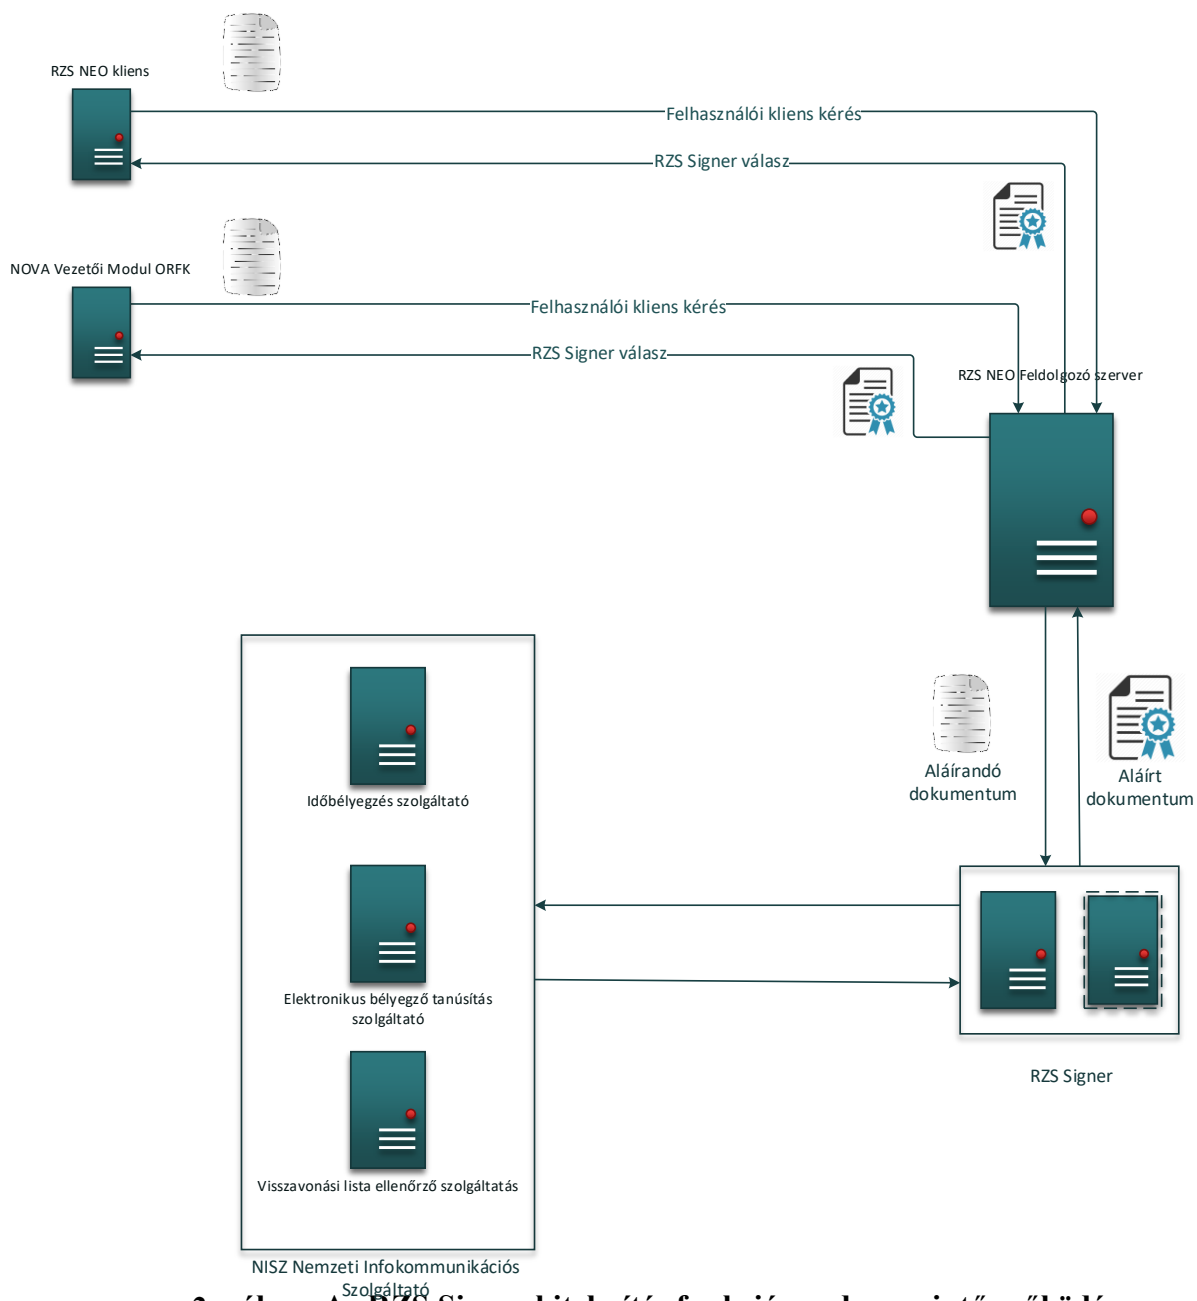 RZS NEO kliens
Felhasználói kliens kérés
RZS Signer válasz
NOVA Vezetői Modul ORFK
Felhasználói kliens kérés
RZS Signer válasz
RZS NEO Feldolgozó szerver
Aláírandó
dokumentum
Aláírt
dokumentum
Időbélyegzés szolgáltató
Elektronikus bélyegző tanúsítás
szolgáltató
Visszavonási lista ellenőrző szolgáltatás
RZS Signer
NISZ Nemzeti Infokommunikációs
Szolgáltató
RZS Signer